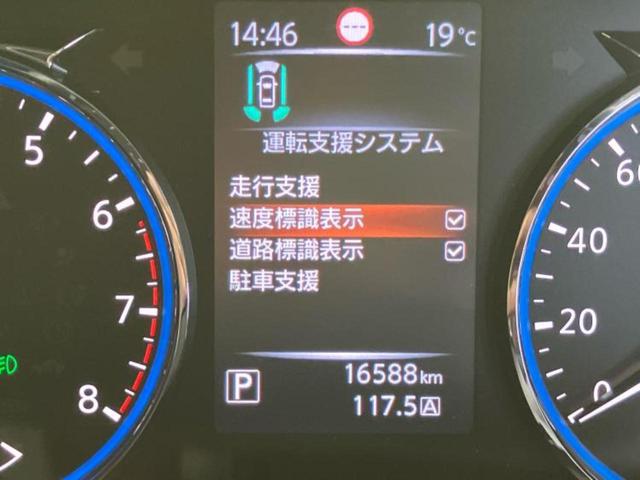 14:46 --- 19℃
運転支援システム
走行支援
速度標識表示
道路標識表示
駐車支援
P 16588km
117.5 A
5
6
7
8
60
40
20
0